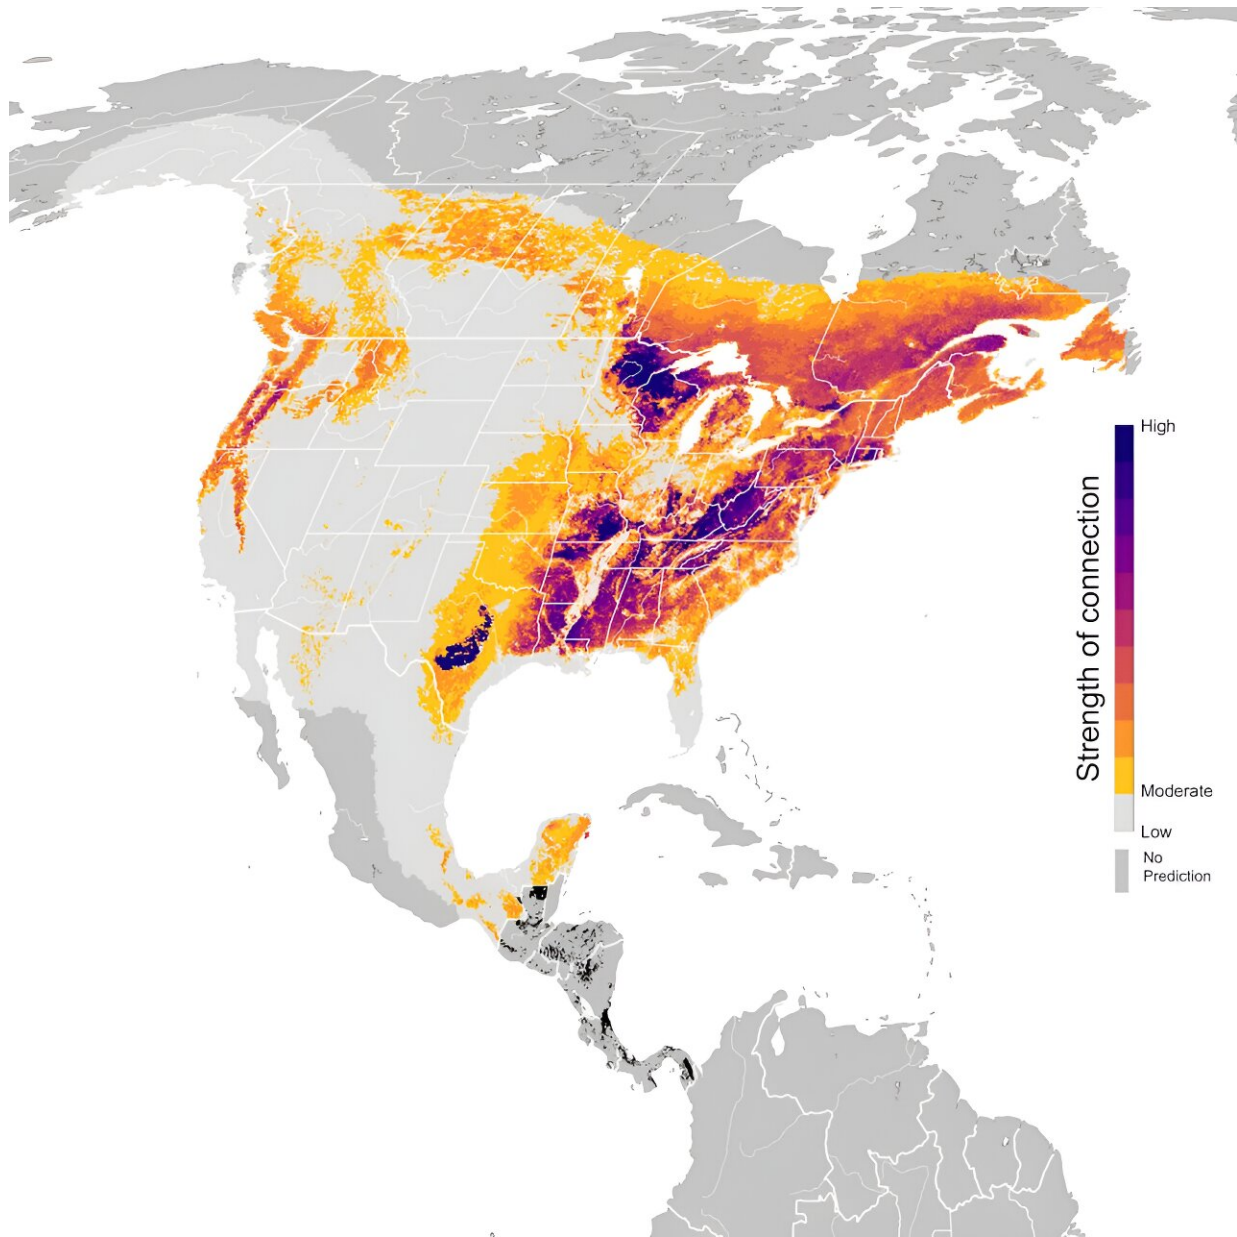 High
Strength of connection
Moderate
Low
No
Prediction